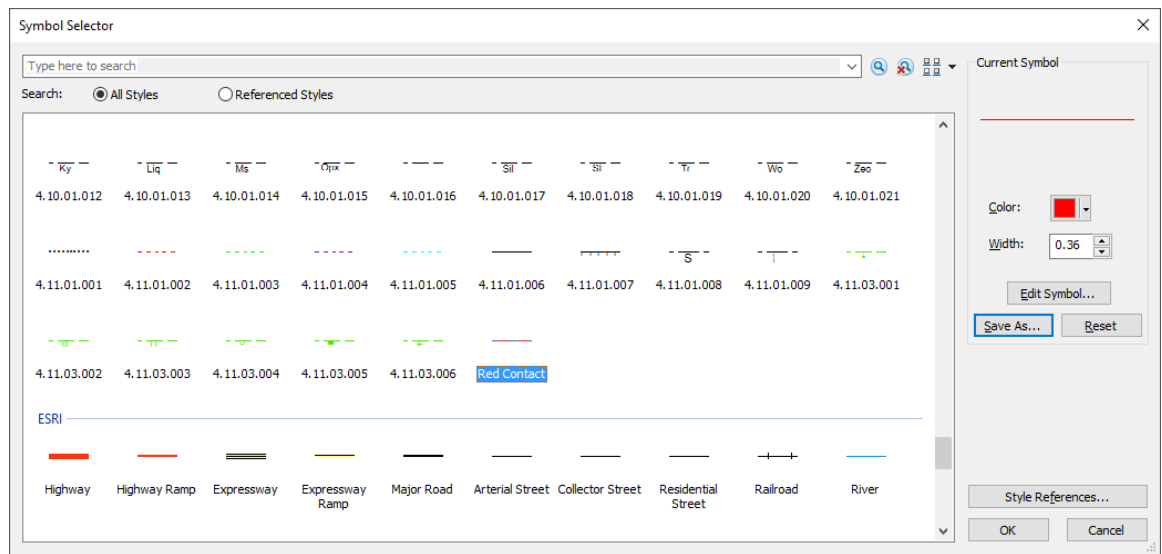 Symbol Selector
Type here to search
Current Symbol
Search: All Styles Referenced Styles
Ky Liq Ms Opx Sil Sl Tr Wo Zeo
4.10.01.012 4.10.01.013 4.10.01.014 4.10.01.015 4.10.01.016 4.10.01.017 4.10.01.018 4.10.01.019 4.10.01.020 4.10.01.021
Color:
Width: 0.36
S
4.11.01.001 4.11.01.002 4.11.01.003 4.11.01.004 4.11.01.005 4.11.01.006 4.11.01.007 4.11.01.008 4.11.01.009 4.11.03.001
Edit Symbol...
Save As... Reset
4.11.03.002 4.11.03.003 4.11.03.004 4.11.03.005 4.11.03.006 Red Contact
ESRI
Highway Highway Ramp Expressway Expressway Ramp Major Road Arterial Street Collector Street Residential Street Railroad River
Style References...
OK Cancel